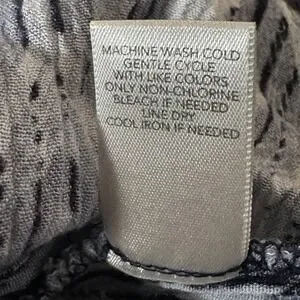 MACHINE WASH COLD
GENTLE CYCLE
WITH LIKE COLORS
ONLY NON-CHLORINE
BLEACH IF NEEDED
LINE DRY
COOL IRON IF NEEDED